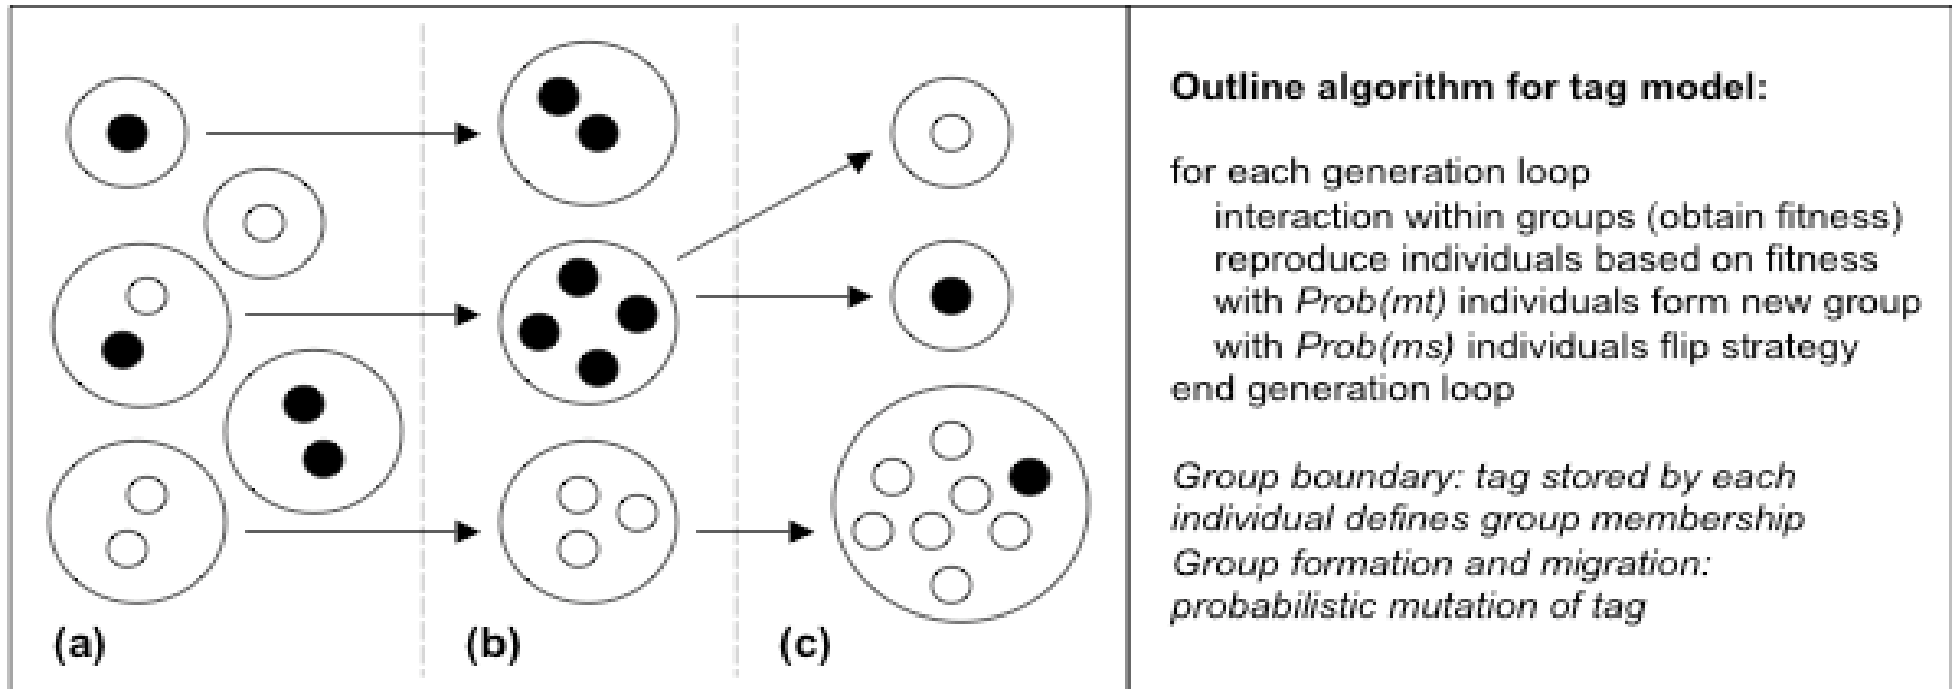 (a)
(b)
(c)
Outline algorithm for tag model:
for each generation loop
interaction within groups (obtain fitness)
reproduce individuals based on fitness
with Prob(mt) individuals form new group
with Prob(ms) individuals flip strategy
end generation loop
Group boundary: tag stored by each
individual defines group membership
Group formation and migration:
probabilistic mutation of tag